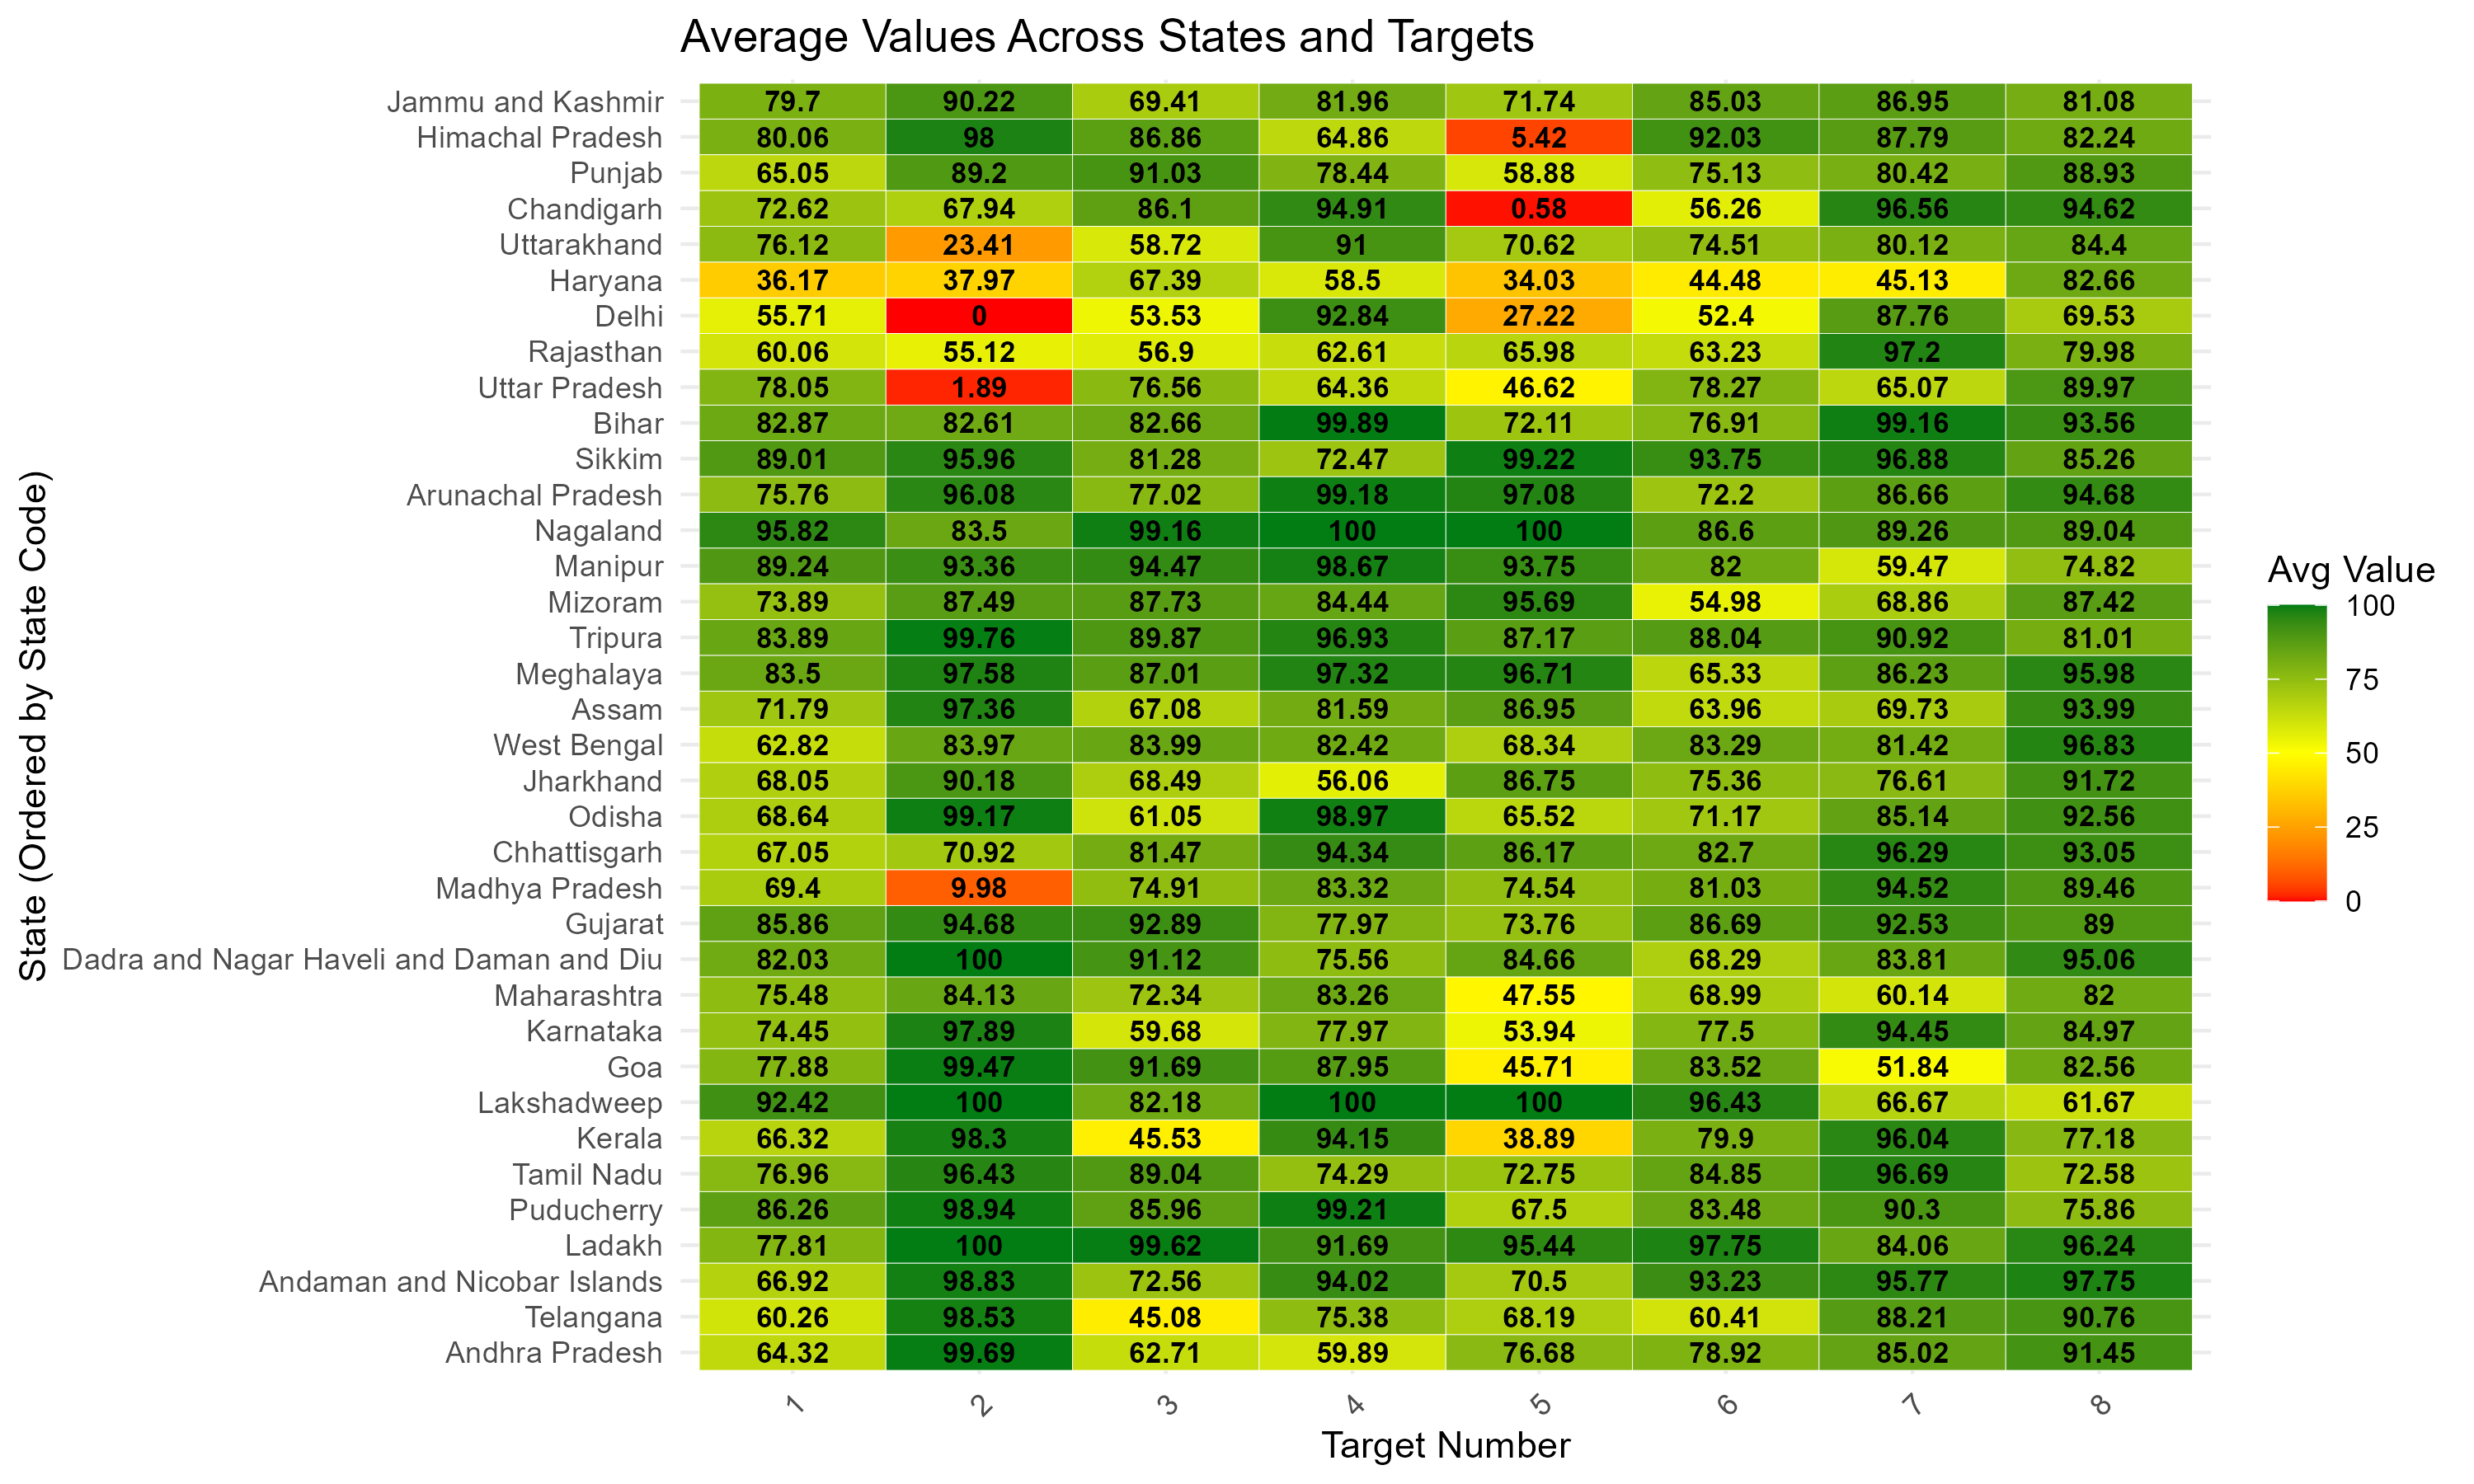 Average Values Across States and Targets
Jammu and Kashmir 79.7 90.22 69.41 81.96 71.74 85.03 86.95 81.08
Himachal Pradesh 80.06 98 86.86 64.86 5.42 92.03 87.79 82.24
Punjab 65.05 89.2 91.03 78.44 58.88 75.13 80.42 88.93
Chandigarh 72.62 67.94 86.1 94.91 0.58 56.26 96.56 94.62
Uttarakhand 76.12 23.41 58.72 91 70.62 74.51 80.12 84.4
Haryana 36.17 37.97 67.39 58.5 34.03 44.48 45.13 82.66
Delhi 55.71 0 53.53 92.84 27.22 52.4 87.76 69.53
Rajasthan 60.06 55.12 56.9 62.61 65.98 63.23 97.2 79.98
Uttar Pradesh 78.05 1.89 76.56 64.36 46.62 78.27 65.07 89.97
Bihar 82.87 82.61 82.66 99.89 72.11 76.91 99.16 93.56
Sikkim 89.01 95.96 81.28 72.47 99.22 93.75 96.88 85.26
Arunachal Pradesh 75.76 96.08 77.02 99.18 97.08 72.2 86.66 94.68
Nagaland 95.82 83.5 99.16 100 100 86.6 89.26 89.04
Manipur 89.24 93.36 94.47 98.67 93.75 82 59.47 74.82
Mizoram 73.89 87.49 87.73 84.44 95.69 54.98 68.86 87.42
Tripura 83.89 99.76 89.87 96.93 87.17 88.04 90.92 81.01
Meghalaya 83.5 97.58 87.01 97.32 96.71 65.33 86.23 95.98
Assam 71.79 97.36 67.08 81.59 86.95 63.96 69.73 93.99
West Bengal 62.82 83.97 83.99 82.42 68.34 83.29 81.42 96.83
Jharkhand 68.05 90.18 68.49 56.06 86.75 75.36 76.61 91.72
Odisha 68.64 99.17 61.05 98.97 65.52 71.17 85.14 92.56
Chhattisgarh 67.05 70.92 81.47 94.34 86.17 82.7 96.29 93.05
Madhya Pradesh 69.4 9.98 74.91 83.32 74.54 81.03 94.52 89.46
Gujarat 85.86 94.68 92.89 77.97 73.76 86.69 92.53 89
Dadra and Nagar Haveli and Daman and Diu 82.03 100 91.12 75.56 84.66 68.29 83.81 95.06
Maharashtra 75.48 84.13 72.34 83.26 47.55 68.99 60.14 82
Karnataka 74.45 97.89 59.68 77.97 53.94 77.5 94.45 84.97
Goa 77.88 99.47 91.69 87.95 45.71 83.52 51.84 82.56
Lakshadweep 92.42 100 82.18 100 100 96.43 66.67 61.67
Kerala 66.32 98.3 45.53 94.15 38.89 79.9 96.04 77.18
Tamil Nadu 76.96 96.43 89.04 74.29 72.75 84.85 96.69 72.58
Puducherry 86.26 98.94 85.96 99.21 67.5 83.48 90.3 75.86
Ladakh 77.81 100 99.62 91.69 95.44 97.75 84.06 96.24
Andaman and Nicobar Islands 66.92 98.83 72.56 94.02 70.5 93.23 95.77 97.75
Telangana 60.26 98.53 45.08 75.38 68.19 60.41 88.21 90.76
Andhra Pradesh 64.32 99.69 62.71 59.89 76.68 78.92 85.02 91.45
1 2 3 4 5 6 7 8
Target Number
State (Ordered by State Code)
Avg Value
100
75
50
25
0